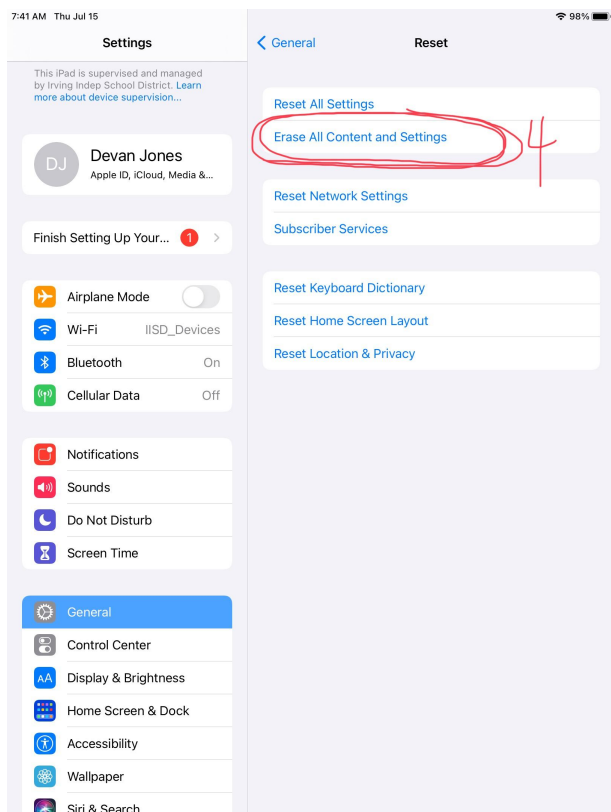 7:41 AM Thu Jul 15
98%
Settings
This iPad is supervised and managed
by Irving Indep School District. Learn
more about device supervision...
DJ
Devan Jones
Apple ID, iCloud, Media &...
Finish Setting Up Your... 1
Airplane Mode
Wi-Fi IISD_Devices
Bluetooth On
Cellular Data Off
Notifications
Sounds
Do Not Disturb
Screen Time
General
Control Center
AA Display & Brightness
Home Screen & Dock
Accessibility
Wallpaper
Siri & Search
General
Reset
Reset All Settings
Erase All Content and Settings
4
Reset Network Settings
Subscriber Services
Reset Keyboard Dictionary
Reset Home Screen Layout
Reset Location & Privacy